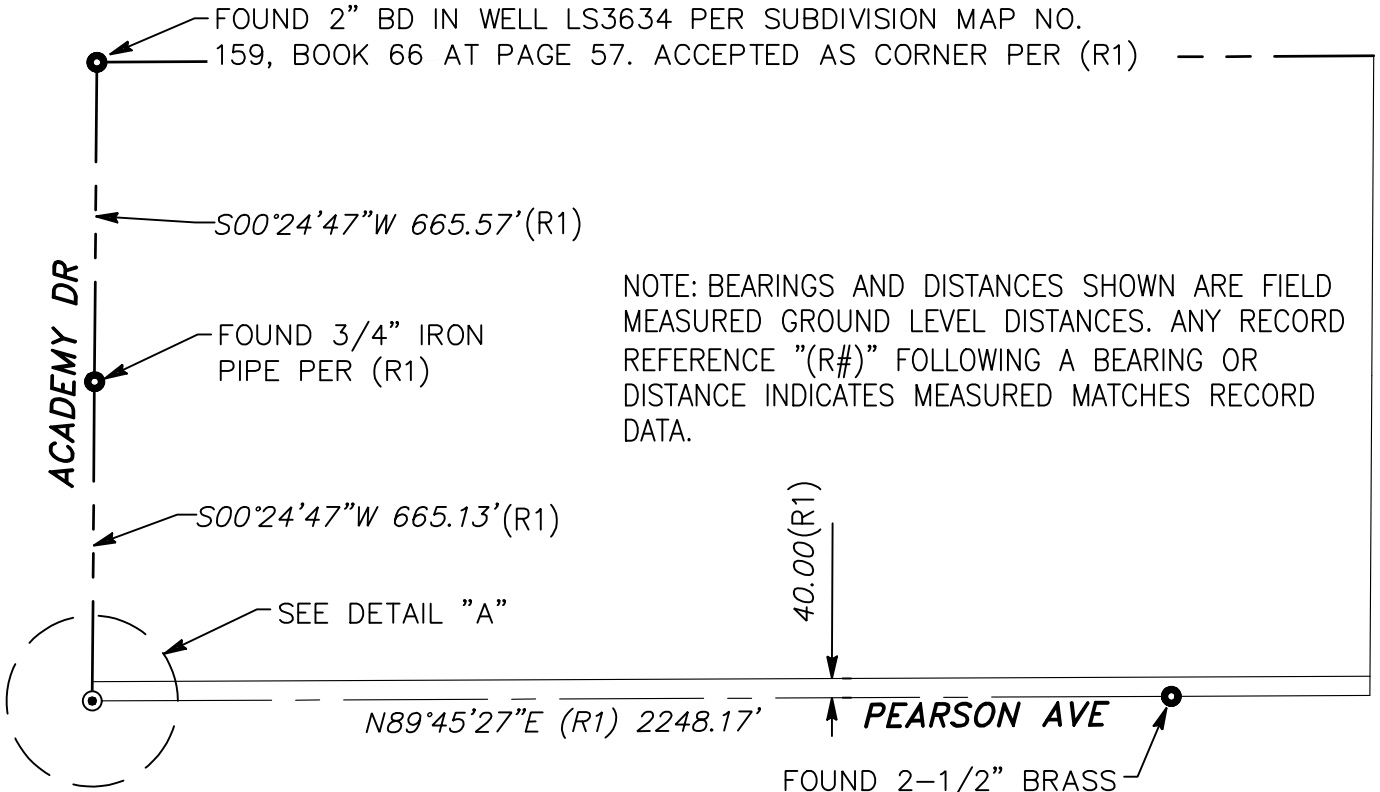 FOUND 2" BD IN WELL LS3634 PER SUBDIVISION MAP NO.
159, BOOK 66 AT PAGE 57. ACCEPTED AS CORNER PER (R1)
S00°24'47"W 665.57'(R1)
ACADEMY DR
NOTE: BEARINGS AND DISTANCES SHOWN ARE FIELD
MEASURED GROUND LEVEL DISTANCES. ANY RECORD
REFERENCE "(R#)" FOLLOWING A BEARING OR
DISTANCE INDICATES MEASURED MATCHES RECORD
DATA.
FOUND 3/4" IRON
PIPE PER (R1)
S00°24'47"W 665.13'(R1)
40.00(R1)
SEE DETAIL "A"
N89°45'27"E (R1) 2248.17'
PEARSON AVE
FOUND 2-1/2" BRASS